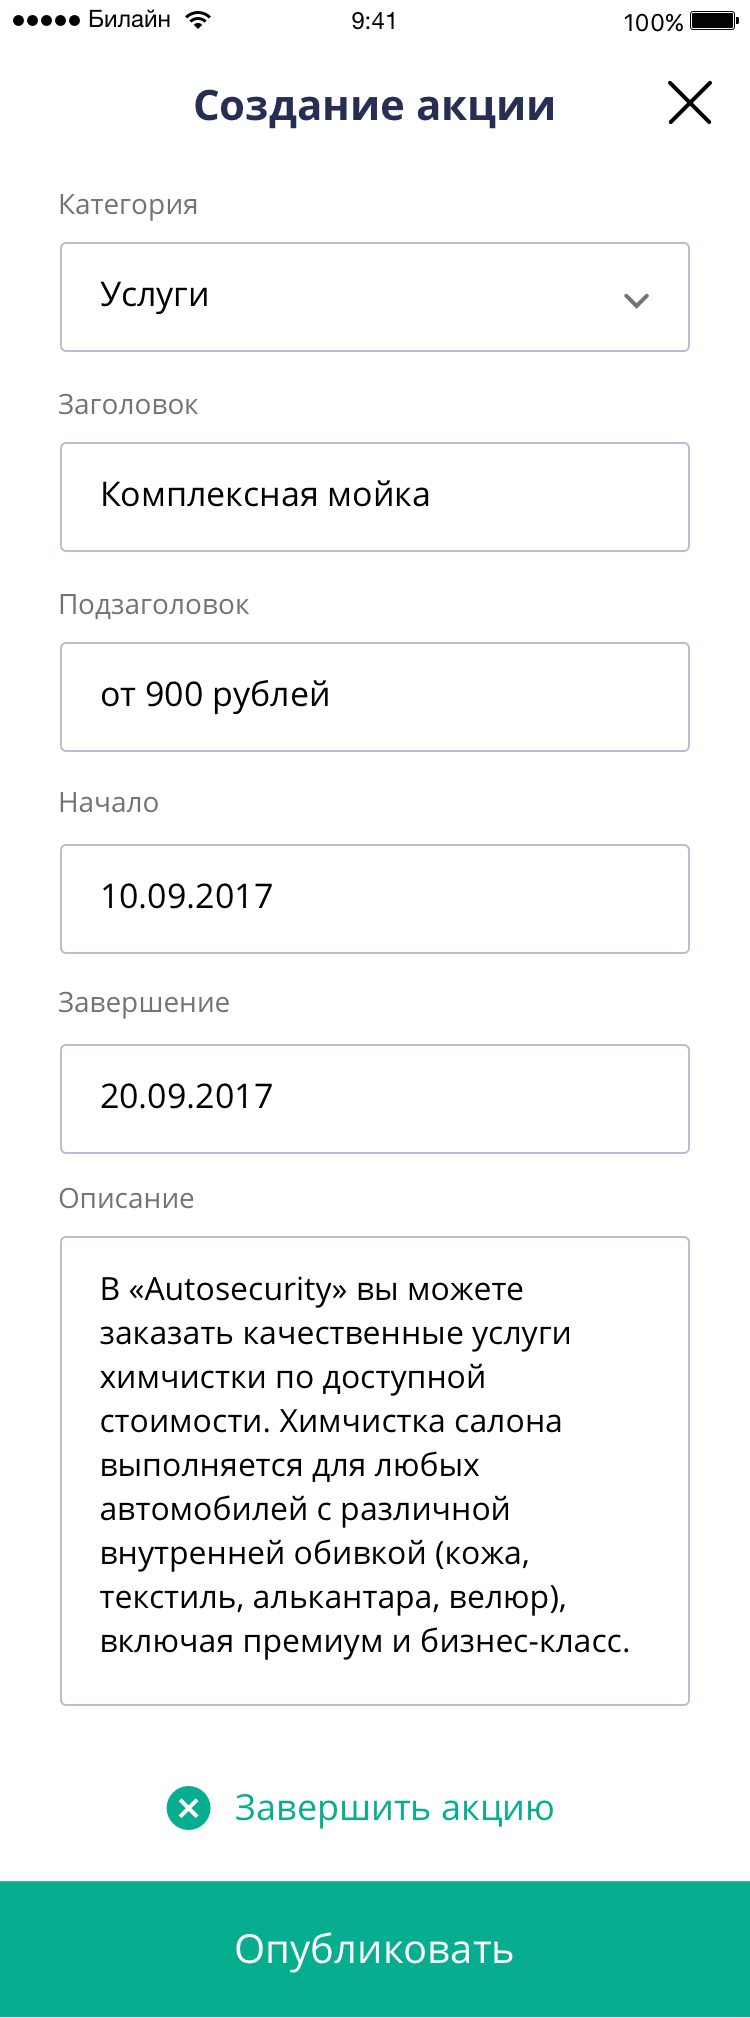 Билайн 9:41 100%
Создание акции
Категория
Услуги
Заголовок
Комплексная мойка
Подзаголовок
от 900 рублей
Начало
10.09.2017
Завершение
20.09.2017
Описание
В «Autosecurity» вы можете
заказать качественные услуги
химчистки по доступной
стоимости. Химчистка салона
выполняется для любых
автомобилей с различной
внутренней обивкой (кожа,
текстиль, алькантара, велюр),
включая премиум и бизнес-класс.
Завершить акцию
Опубликовать